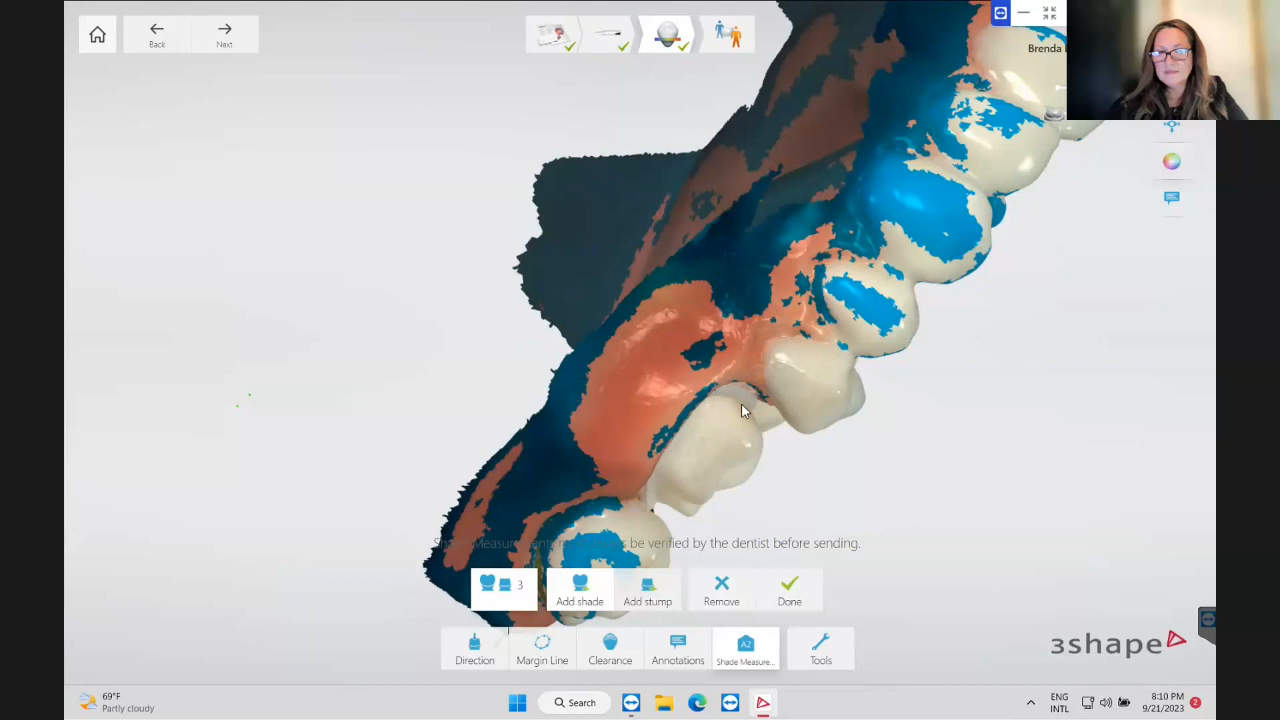 Back
Next
Brenda
be verified by the dentist before sending.
3
Add shade
Add stump
Remove
Done
Direction
Margin Line
Clearance
Annotations
A2
Shade Measure...
Tools
3shape
69°F
Partly cloudy
Search
ENG
INTL
8:10 PM
9/21/2023
2